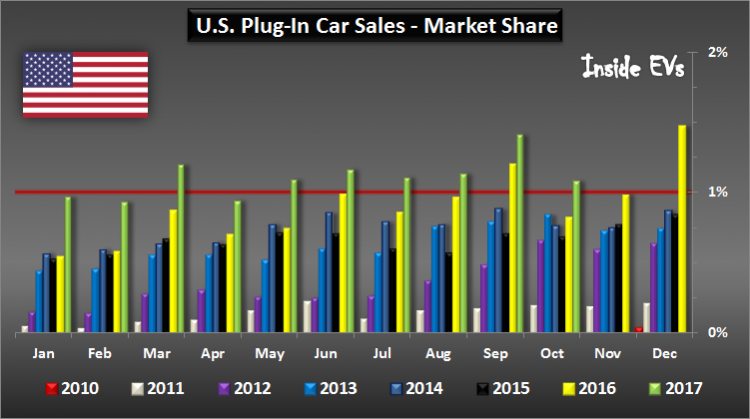 U.S. Plug-In Car Sales - Market Share
Inside EVs
2%
1%
0%
Jan Feb Mar Apr May Jun Jul Aug Sep Oct Nov Dec
2010 2011 2012 2013 2014 2015 2016 2017